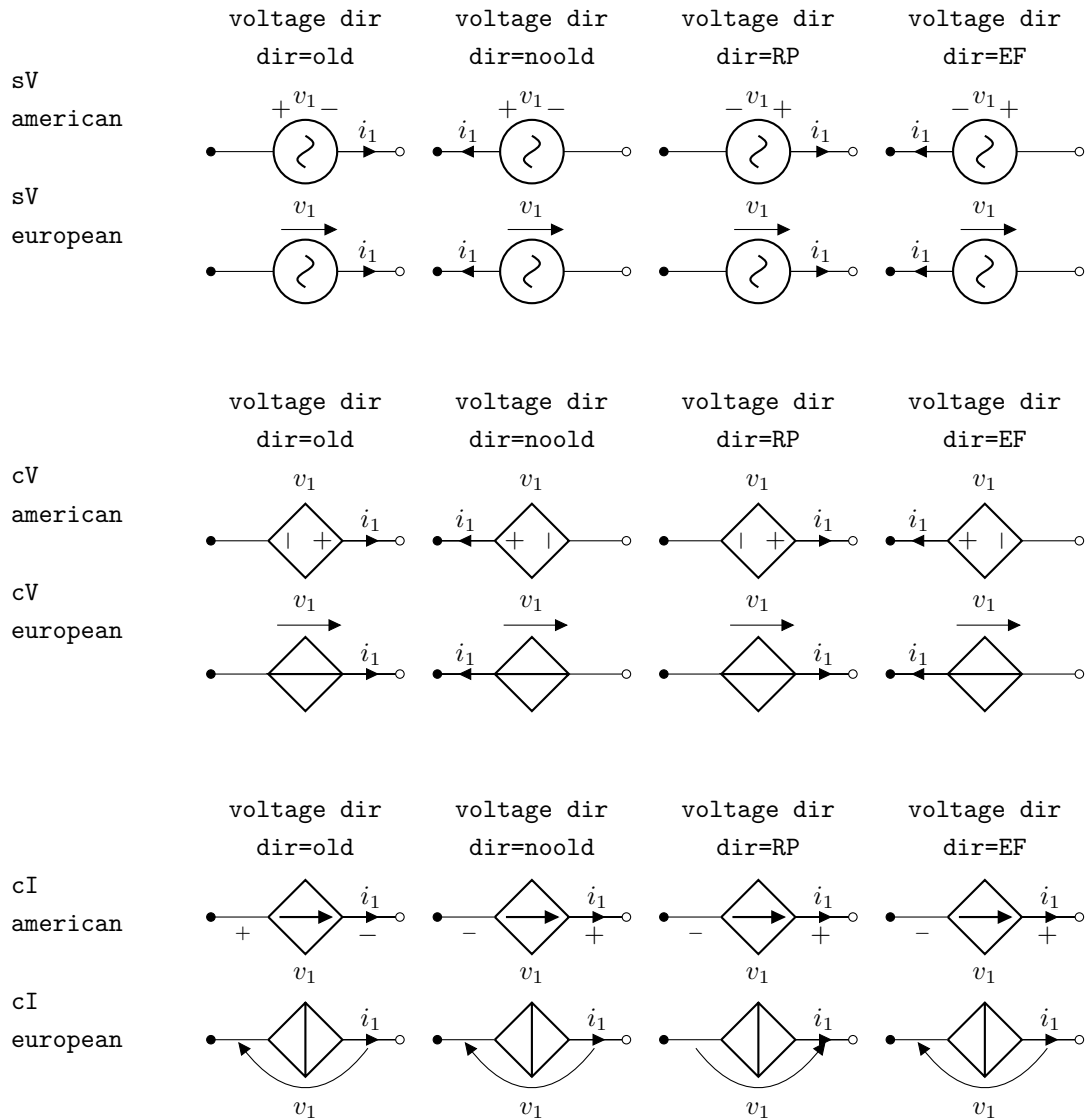 voltage dir voltage dir voltage dir voltage dir
dir=old dir=noold dir=RP dir=EF
sV
american
+ v₁ − + v₁ − − v₁ + − v₁ +
i₁ i₁ i₁ i₁
sV
european
v₁ v₁ v₁ v₁
i₁ i₁ i₁ i₁
voltage dir voltage dir voltage dir voltage dir
dir=old dir=noold dir=RP dir=EF
cV
american
v₁ v₁ v₁ v₁
i₁ i₁ i₁ i₁
− + + − − + + −
cV
european
v₁ v₁ v₁ v₁
i₁ i₁ i₁ i₁
voltage dir voltage dir voltage dir voltage dir
dir=old dir=noold dir=RP dir=EF
cI
american
i₁ i₁ i₁ i₁
+ − − + − + − +
v₁ v₁ v₁ v₁
cI
european
i₁ i₁ i₁ i₁
v₁ v₁ v₁ v₁